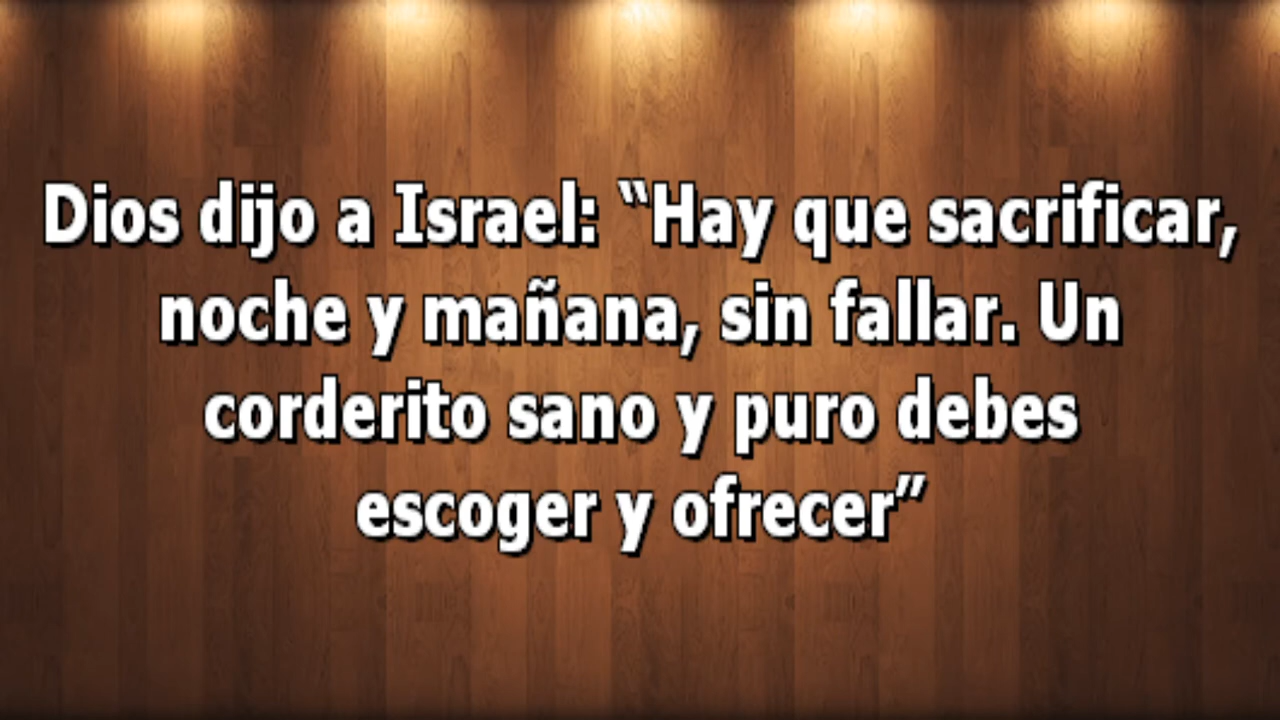 Dios dijo a Israel: “Hay que sacrificar,
noche y mañana, sin fallar. Un
corderito sano y puro debes
escoger y ofrecer”